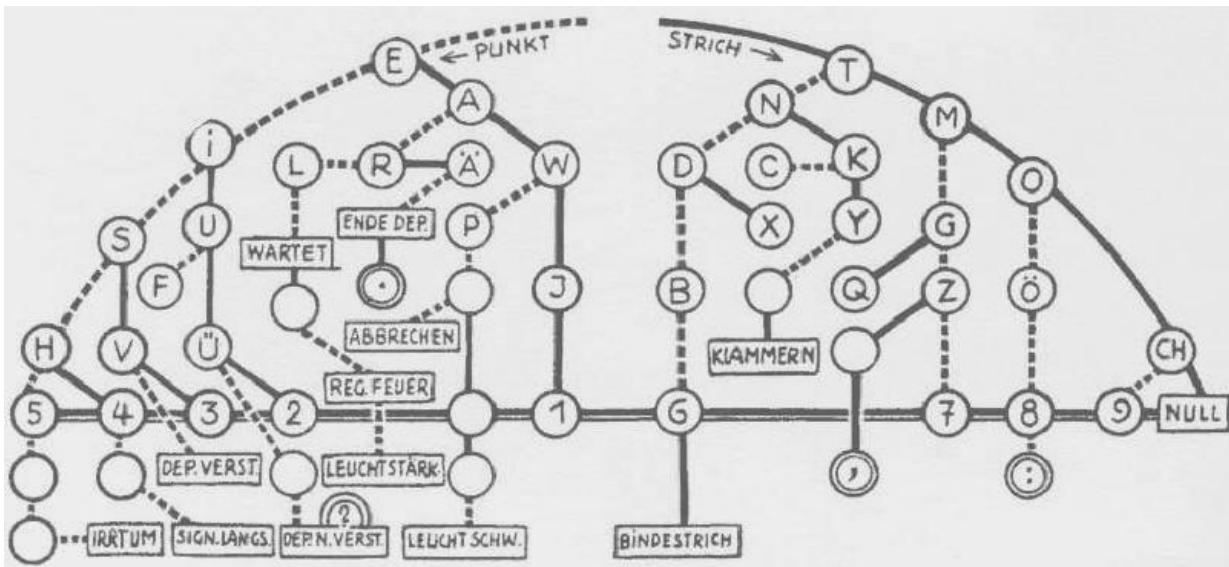 PUNKT STRICH
E T
A N M
i L R Ä W D C K O
S U P X Y G
WARTET ENDE DEP.
F . J B Q Z Ö
ABBRECHEN KLAMMERN
H V Ü CH
REG. FEUER
5 4 3 2 1 6 7 8 9 NULL
DEP. VERST. LEUCHTSTÄRK. , :
?
IRRTUM SIGN. LANGS. DEP. N. VERST. LEUCHT SCHW. BINDESTRICH